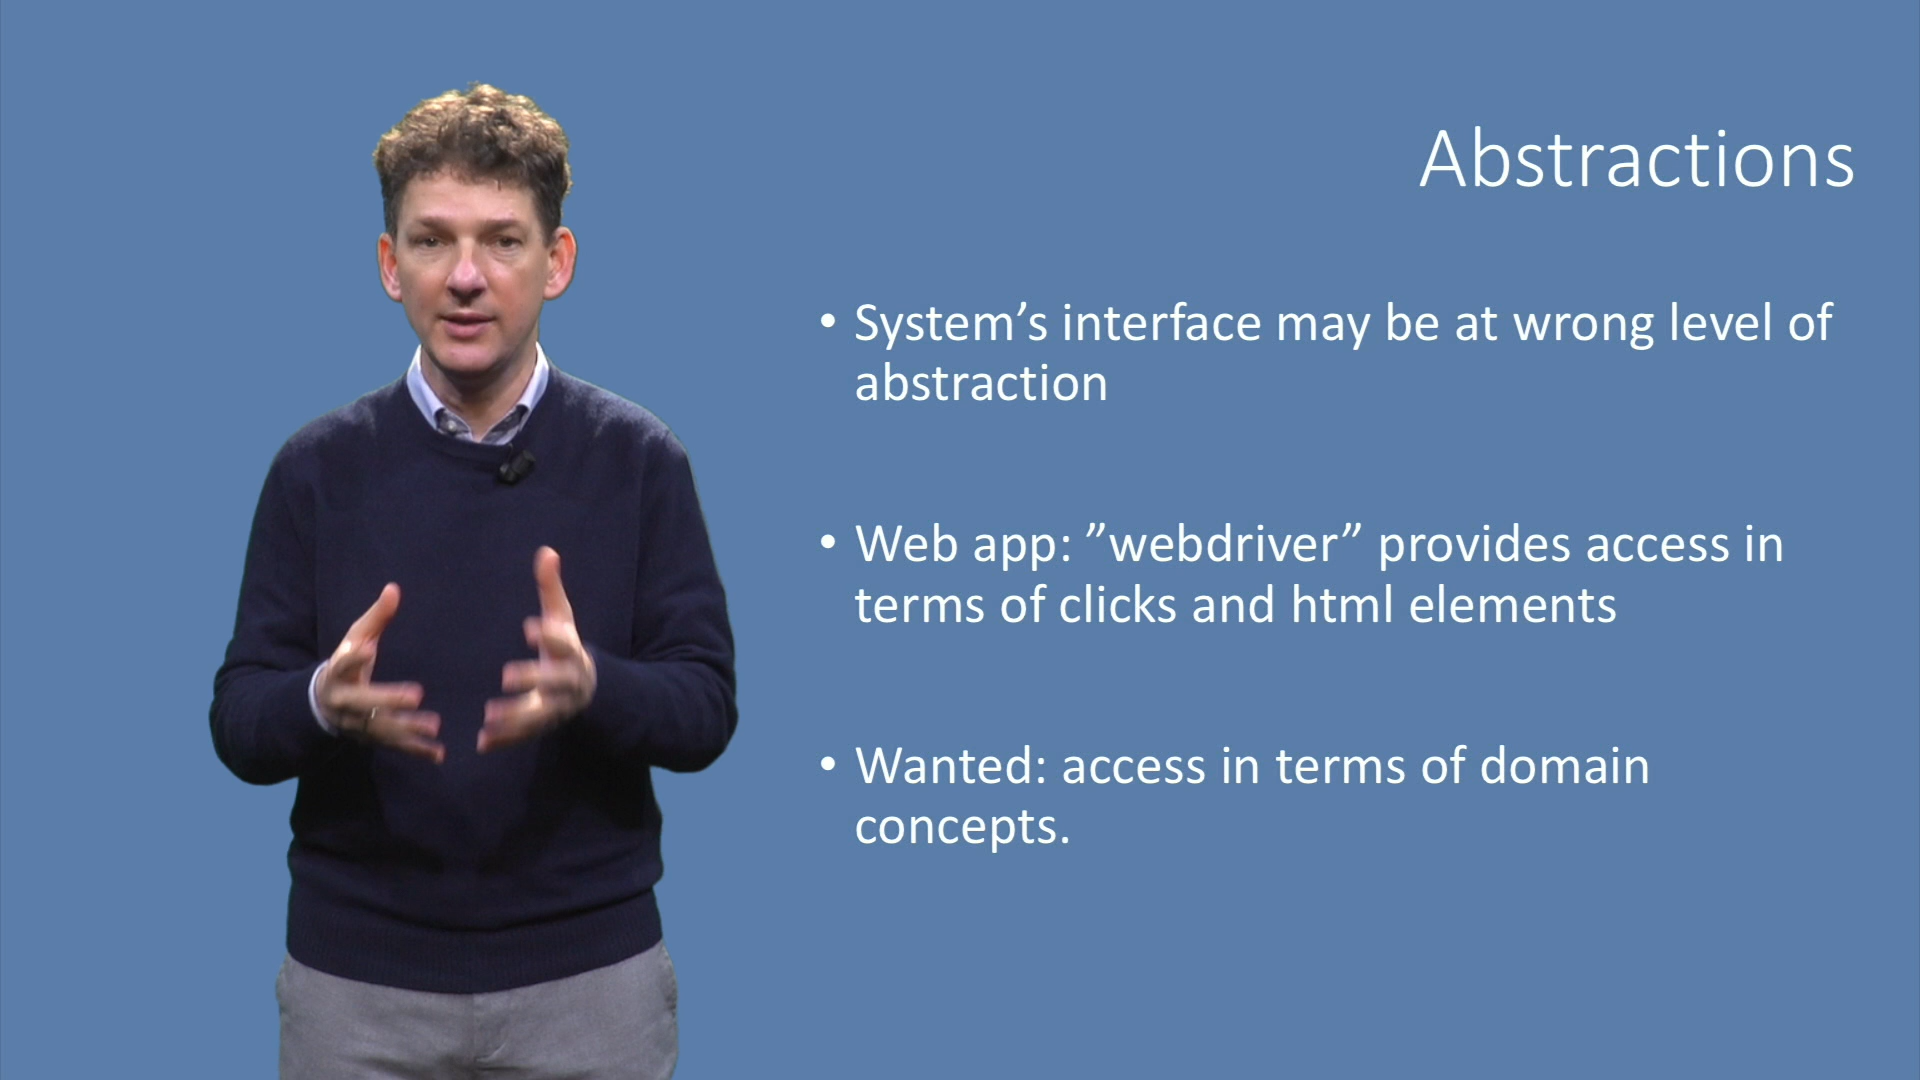 Abstractions
• System’s interface may be at wrong level of
abstraction
• Web app: ”webdriver” provides access in
terms of clicks and html elements
• Wanted: access in terms of domain
concepts.